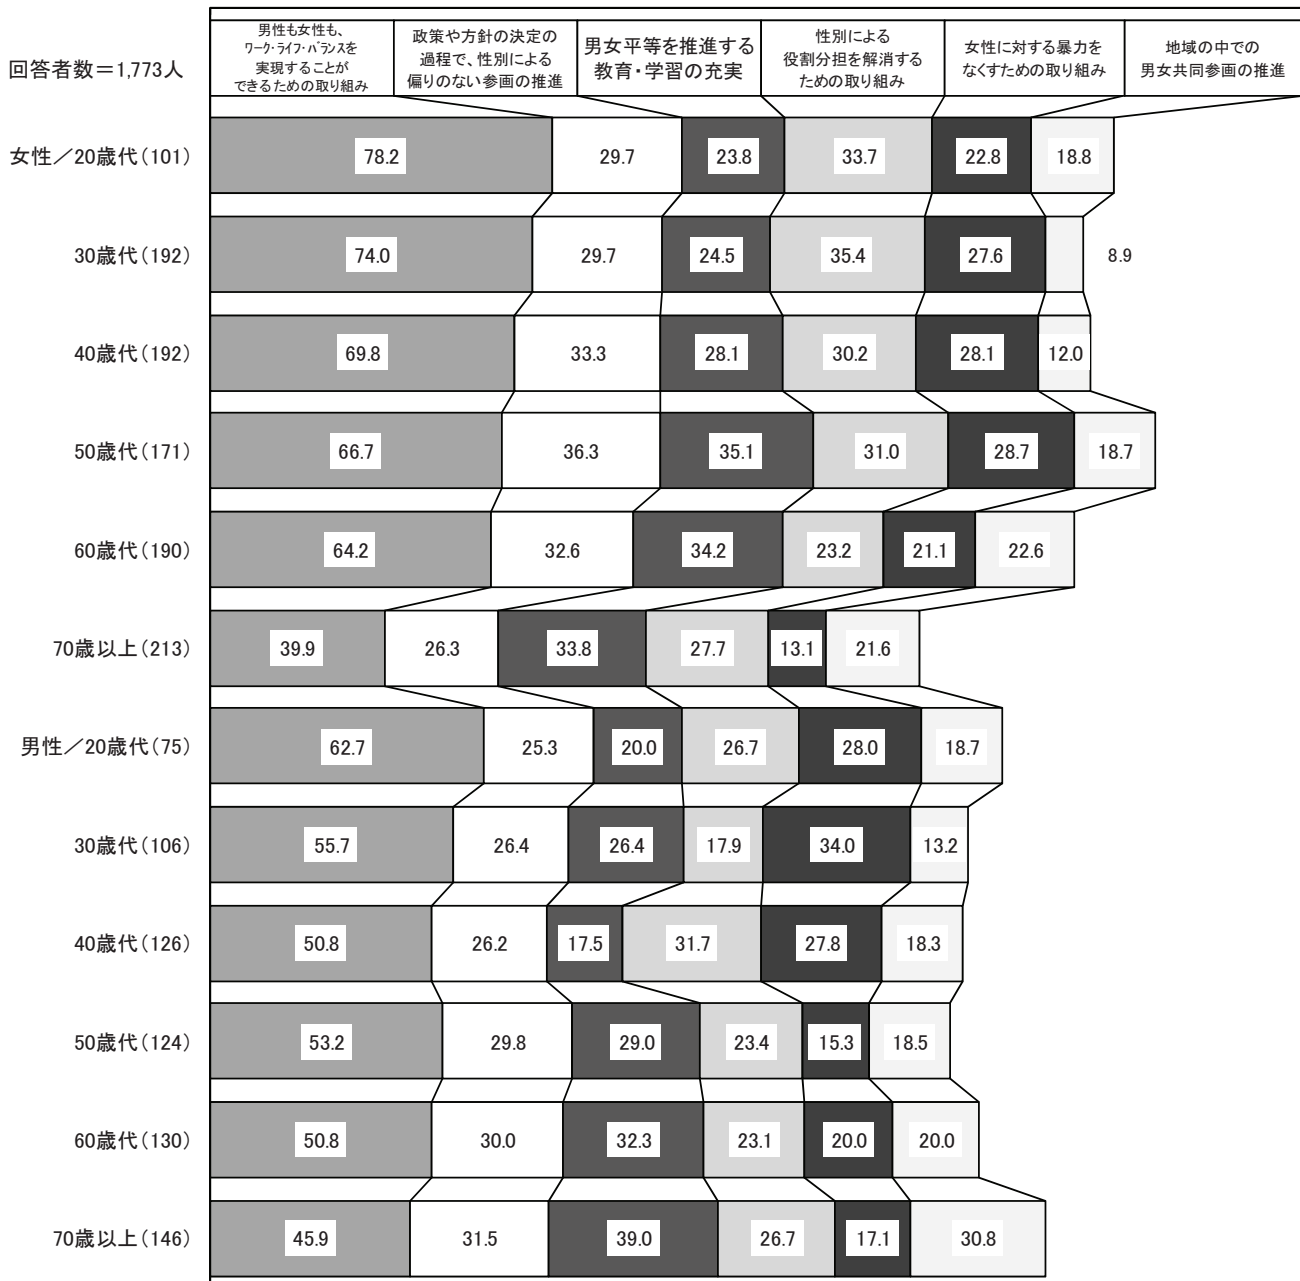 回答者数＝1,773人
男性も女性も、
ワーク・ライフ・バランスを
実現することが
できるための取り組み
政策や方針の決定の
過程で、性別による
偏りのない参画の推進
男女平等を推進する
教育・学習の充実
性別による
役割分担を解消する
ための取り組み
女性に対する暴力を
なくすための取り組み
地域の中での
男女共同参画の推進
女性／20歳代(101) 78.2 29.7 23.8 33.7 22.8 18.8
30歳代(192) 74.0 29.7 24.5 35.4 27.6 8.9
40歳代(192) 69.8 33.3 28.1 30.2 28.1 12.0
50歳代(171) 66.7 36.3 35.1 31.0 28.7 18.7
60歳代(190) 64.2 32.6 34.2 23.2 21.1 22.6
70歳以上(213) 39.9 26.3 33.8 27.7 13.1 21.6
男性／20歳代(75) 62.7 25.3 20.0 26.7 28.0 18.7
30歳代(106) 55.7 26.4 26.4 17.9 34.0 13.2
40歳代(126) 50.8 26.2 17.5 31.7 27.8 18.3
50歳代(124) 53.2 29.8 29.0 23.4 15.3 18.5
60歳代(130) 50.8 30.0 32.3 23.1 20.0 20.0
70歳以上(146) 45.9 31.5 39.0 26.7 17.1 30.8